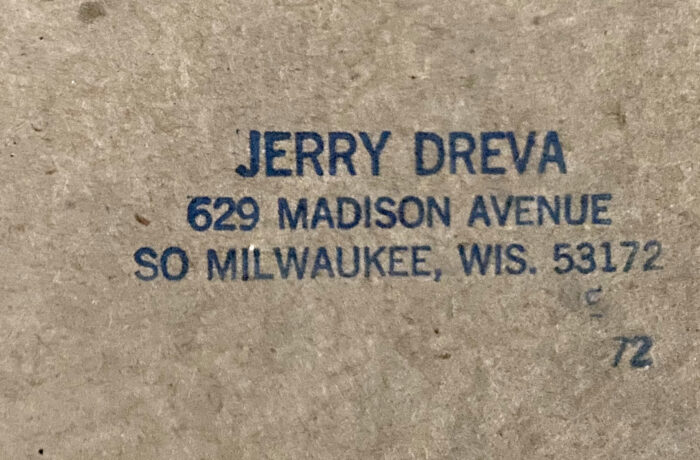 JERRY DREVA
629 MADISON AVENUE
SO MILWAUKEE, WIS. 53172
72